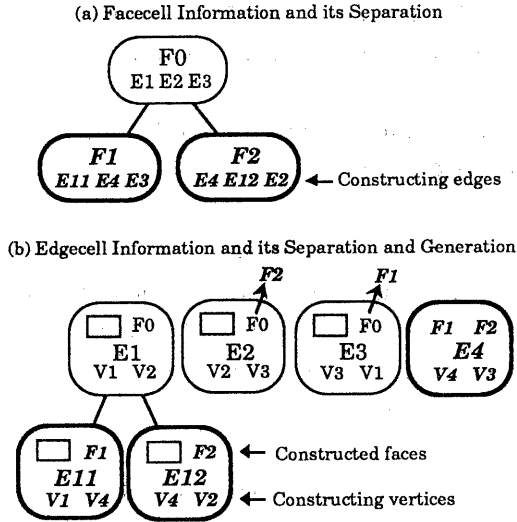 (a) Facecell Information and its Separation
F0
E1 E2 E3
F1 F2
E11 E4 E3 E4 E12 E2 Constructing edges
(b) Edgecell Information and its Separation and Generation
F2 F1
F0 F0 F0 F1 F2
E1 E2 E3 E4
V1 V2 V2 V3 V3 V1 V4 V3
F1 F2 Constructed faces
E11 E12
V1 V4 V4 V2 Constructing vertices